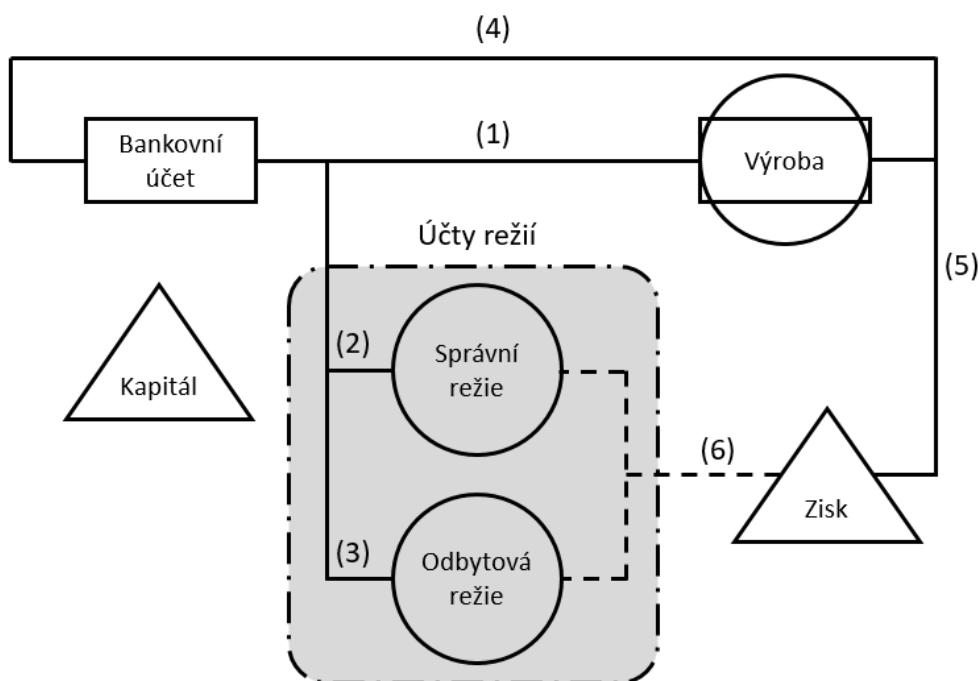 (4)
Bankovní
účet
(1)
Výroba
Účty režií
(5)
(2)
Správní
režie
Kapitál
(6)
Zisk
(3)
Odbytová
režie